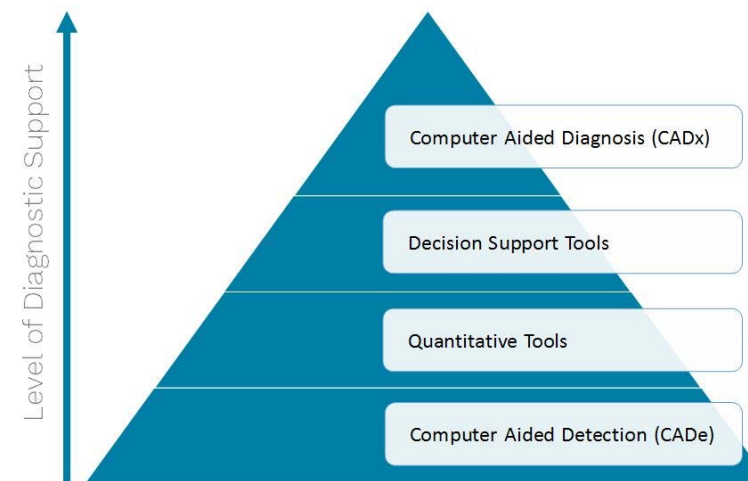 Level of Diagnostic Support
Computer Aided Diagnosis (CADx)
Decision Support Tools
Quantitative Tools
Computer Aided Detection (CADe)